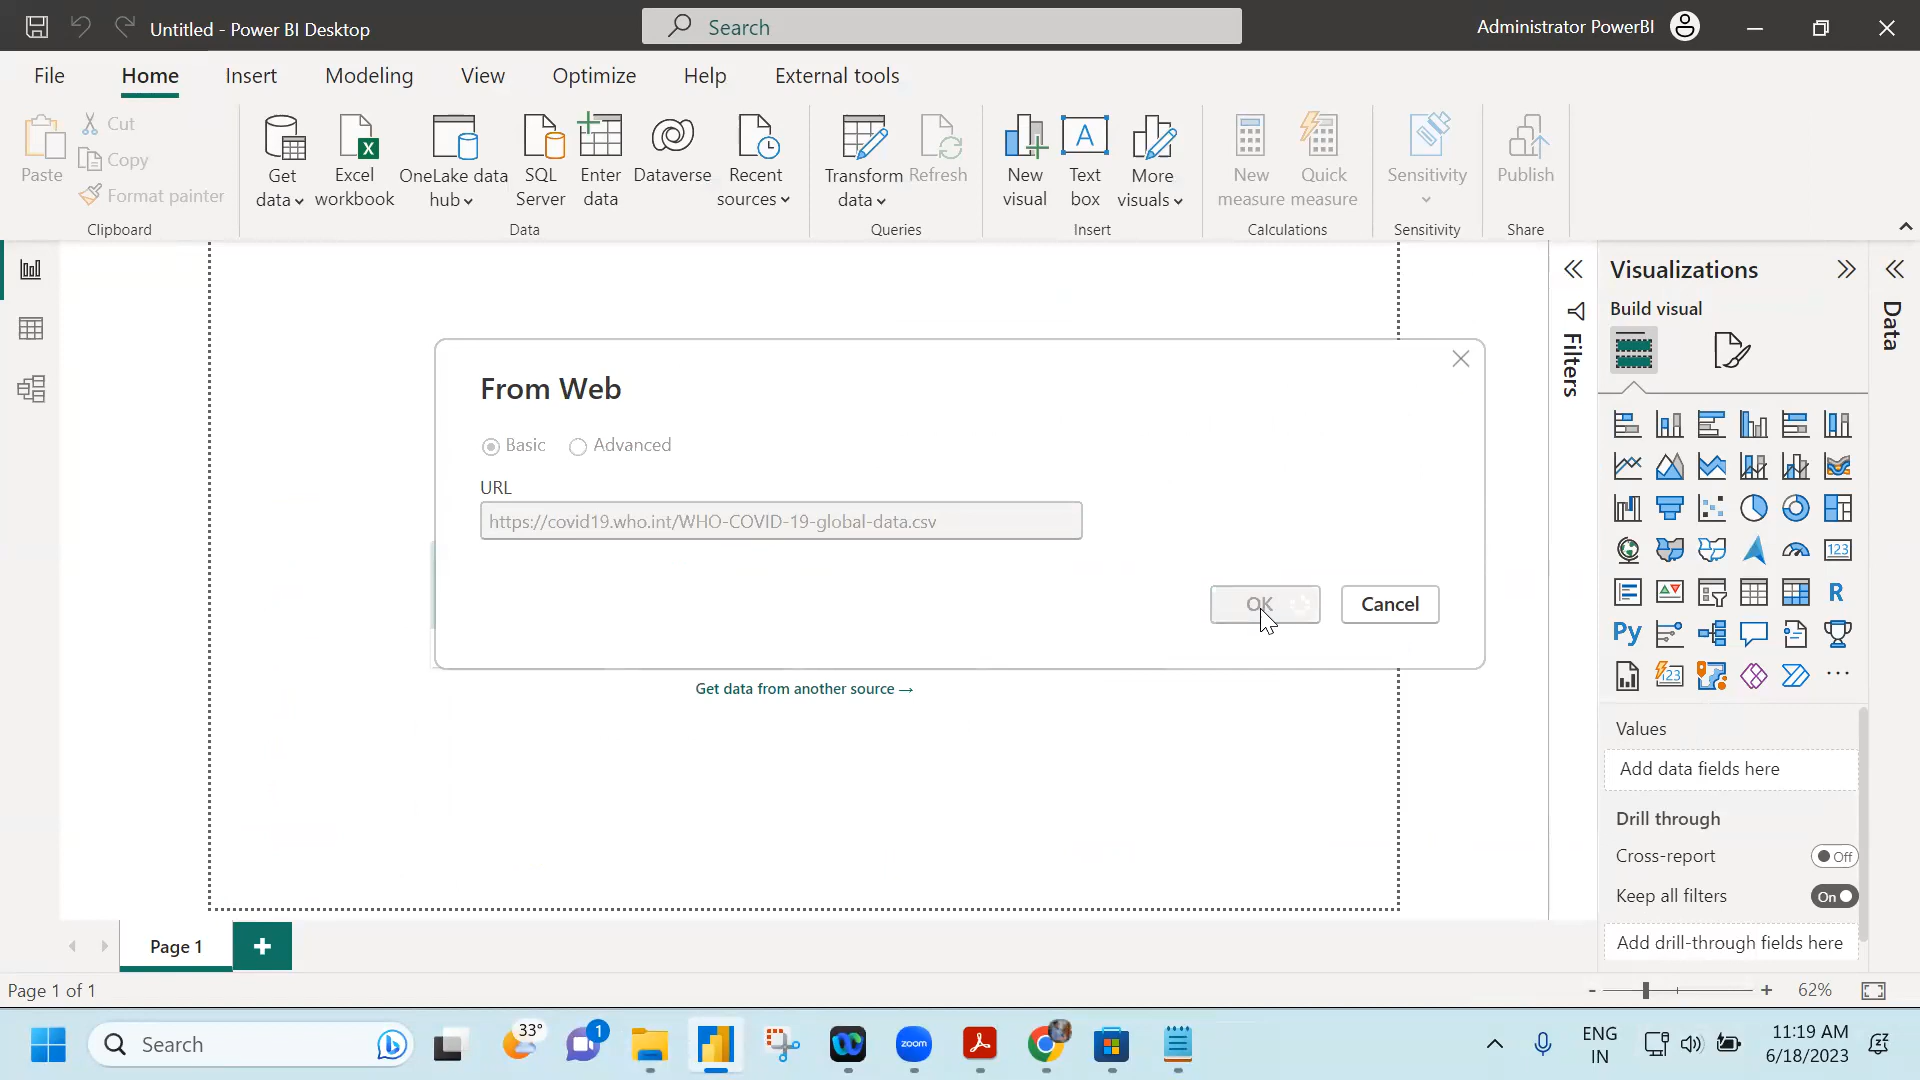 Untitled - Power BI Desktop
Search
Administrator PowerBI
File Home Insert Modeling View Optimize Help External tools
Paste
Cut
Copy
Format painter
Clipboard
Get data
Excel workbook
OneLake data hub
SQL Server
Enter data
Dataverse
Recent sources
Data
Transform data
Refresh
Queries
New visual
A
Text box
More visuals
Insert
New measure
Quick measure
Calculations
Sensitivity
Sensitivity
Publish
Share
From Web
Basic Advanced
URL
https://covid19.who.int/WHO-COVID-19-global-data.csv
OK Cancel
Get data from another source →
Filters
Visualizations
Build visual
123
R
Py
123
Values
Add data fields here
Drill through
Cross-report Off
Keep all filters On
Add drill-through fields here
Data
Page 1
Page 1 of 1
- + 62%
Search
33°
1
zoom
ENG
IN
11:19 AM
6/18/2023